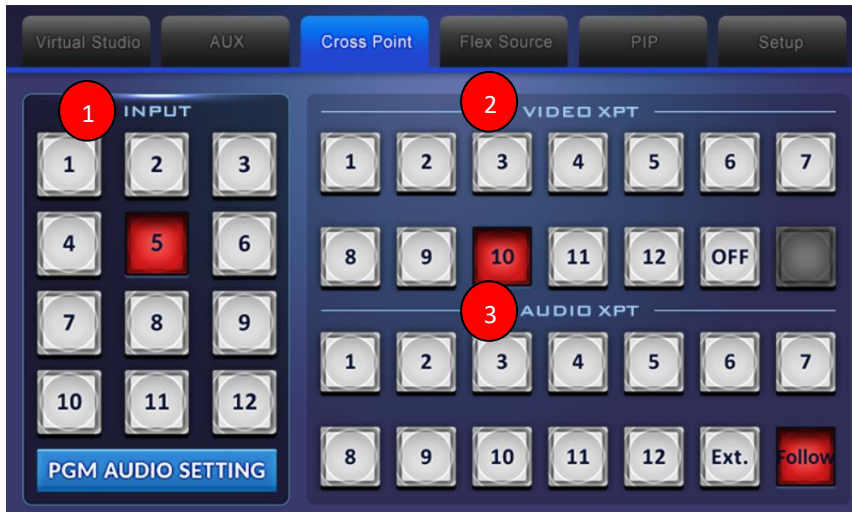 Virtual Studio AUX Cross Point Flex Source PIP Setup
1 INPUT
1 2 3
4 5 6
7 8 9
10 11 12
PGM AUDIO SETTING
2 VIDEO XPT
1 2 3 4 5 6 7
8 9 10 11 12 OFF
3 AUDIO XPT
1 2 3 4 5 6 7
8 9 10 11 12 Ext. Follow